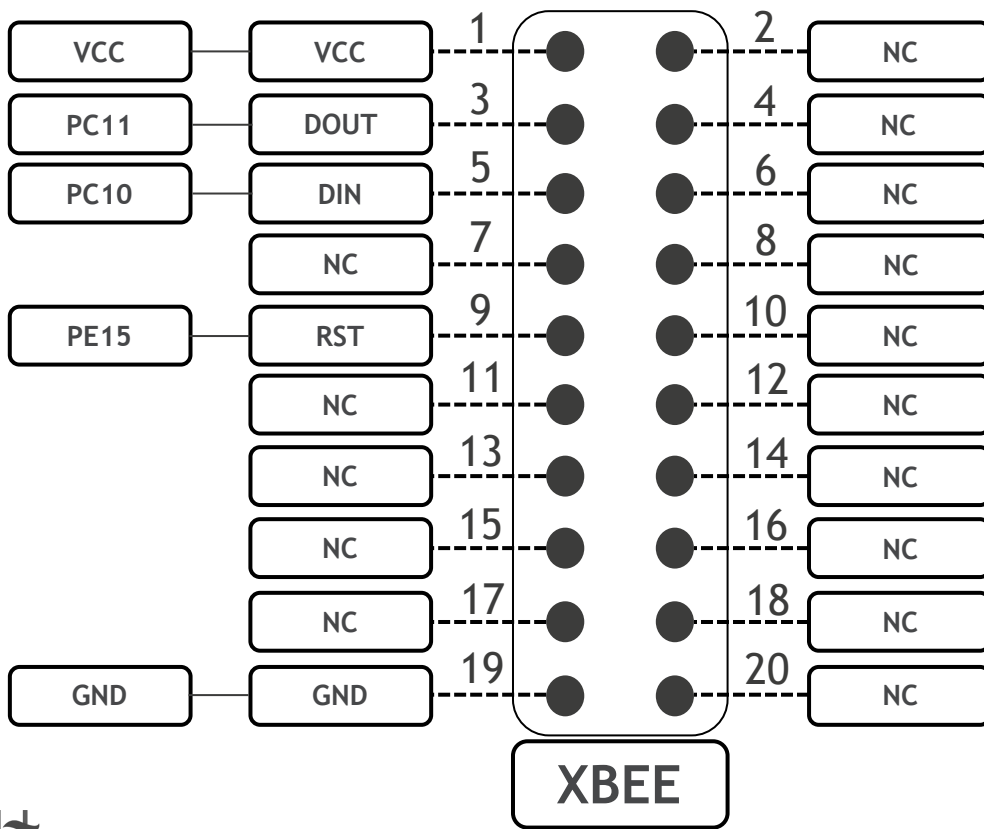 VCC VCC 1 2 NC
PC11 DOUT 3 4 NC
PC10 DIN 5 6 NC
NC 7 8 NC
PE15 RST 9 10 NC
NC 11 12 NC
NC 13 14 NC
NC 15 16 NC
NC 17 18 NC
GND GND 19 20 NC
XBEE